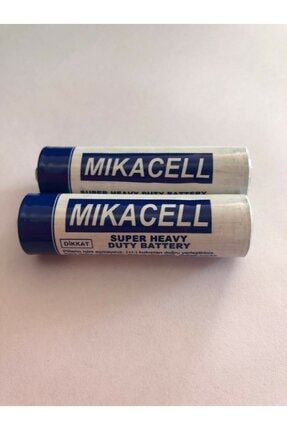 MIKACELL
SUPER HEAVY DUTY BATTERY
MIKACELL
SUPER HEAVY
DUTY BATTERY
DİKKAT